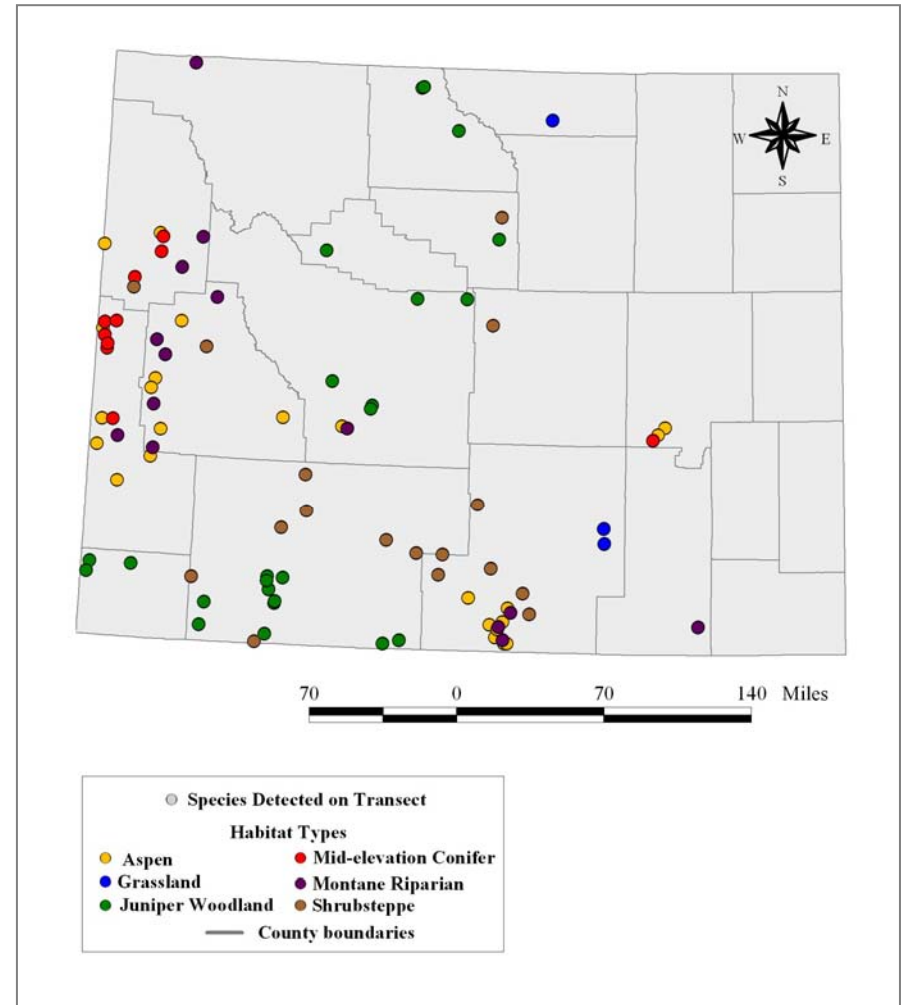 N
W E
S
70 0 70 140 Miles
Species Detected on Transect
Habitat Types
Aspen Mid-elevation Conifer
Grassland Montane Riparian
Juniper Woodland Shrubsteppe
County boundaries